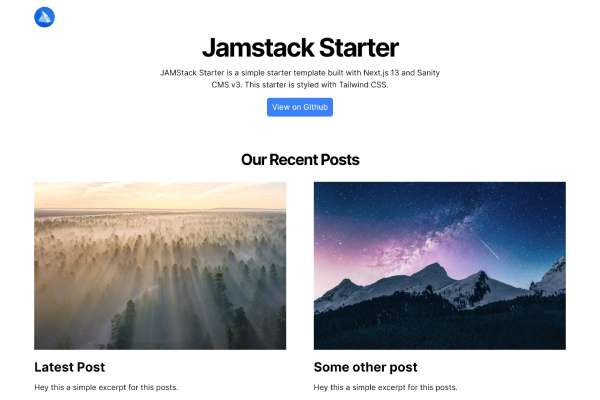 Jamstack Starter
JAMStack Starter is a simple starter template built with Next.js 13 and Sanity
CMS v3. This starter is styled with Tailwind CSS.
View on Github
Our Recent Posts
Latest Post
Hey this a simple excerpt for this posts.
Some other post
Hey this a simple excerpt for this posts.